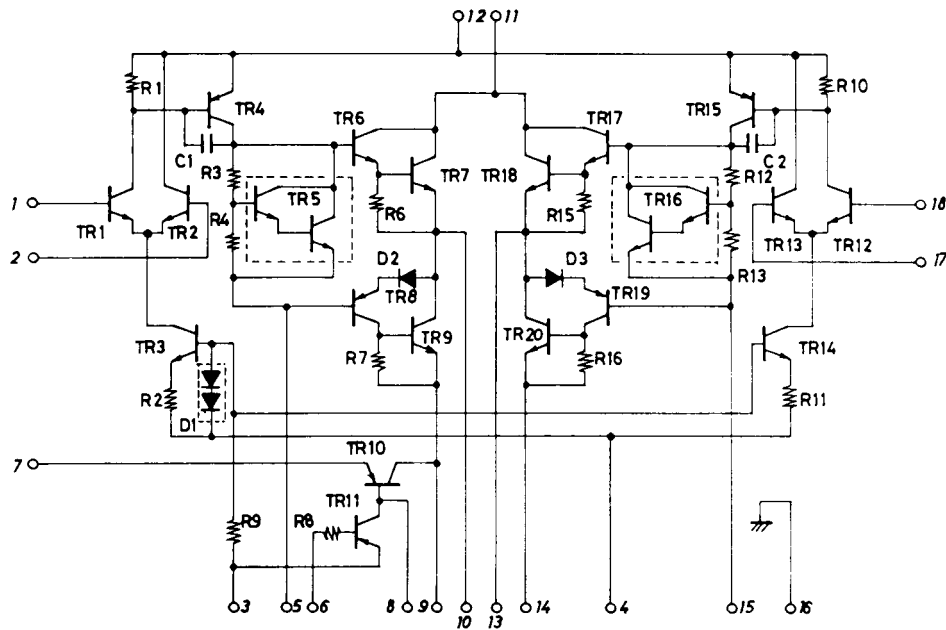 12 11
R1 TR4 TR6 TR17 TR15 R10
C1 C2
R3 TR5 TR7 TR18 TR16 R12
1 R4 R6 R15 18
TR1 TR2 TR13 TR12
2 R13 17
D2 D3
TR8 TR19
TR3 TR9 TR20 TR14
R7 R16
R2 R11
D1
7 TR10
TR11
R9 R8
3 5 6 8 9 10 13 14 4 15 16